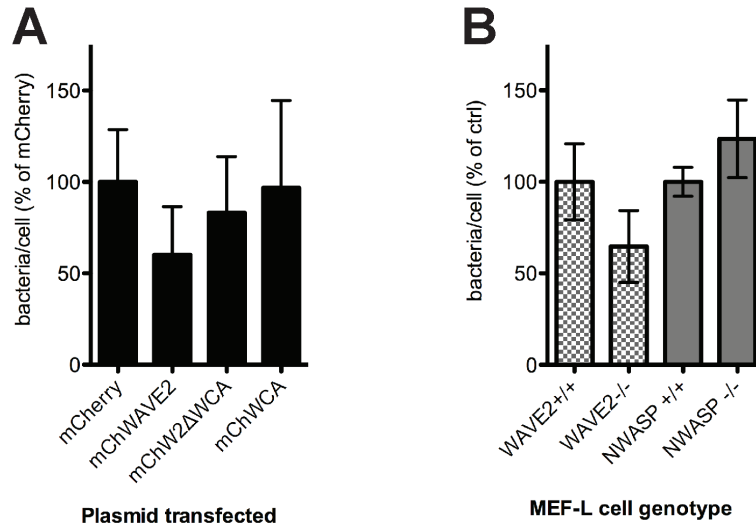 A
bacteria/cell (% of mCherry)
150
100
50
0
mCherry
mChWAVE2
mChW2ΔWCA
mChWCA
Plasmid transfected
B
bacteria/cell (% of ctrl)
150
100
50
0
WAVE2+/+
WAVE2-/-
NWASP +/+
NWASP -/-
MEF-L cell genotype